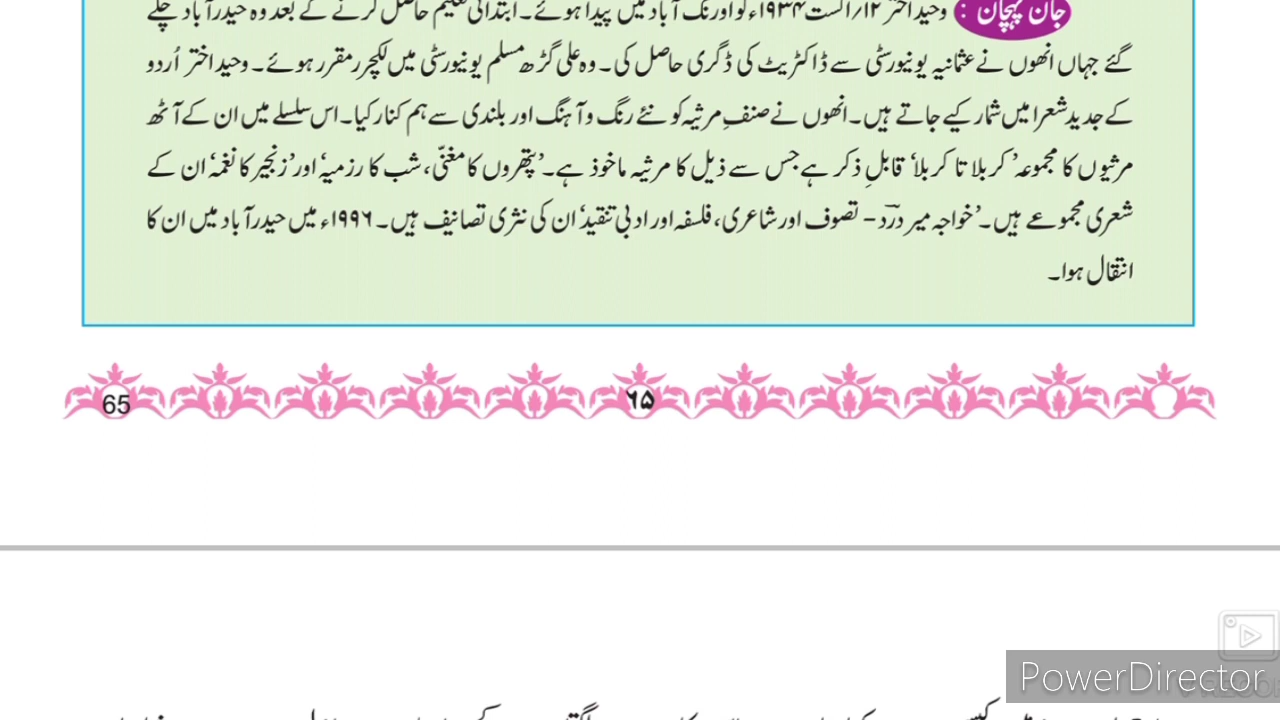 جان پہچان : وحید اختر ۱۲/اگست ۱۹۳۴ء کو اورنگ آباد میں پیدا ہوئے۔ ابتدائی تعلیم حاصل کرنے کے بعد وہ حیدرآباد چلے
گئے جہاں انھوں نے عثمانیہ یونیورسٹی سے ڈاکٹریٹ کی ڈگری حاصل کی۔ وہ علی گڑھ مسلم یونیورسٹی میں لکچرر مقرر ہوئے۔ وحید اختر اُردو
کے جدید شعرا میں شمار کیے جاتے ہیں۔ انھوں نے صنفِ مرثیہ کو نئے رنگ و آہنگ اور بلندی سے ہم کنار کیا۔ اس سلسلے میں ان کے آٹھ
مرثیوں کا مجموعہ 'کربلا تا کربلا' قابلِ ذکر ہے جس سے ذیل کا مرثیہ ماخوذ ہے۔ 'پتھروں کا مغنّی، شب کا رزمیہ' اور 'زنجیر کا نغمہ' ان کے
شعری مجموعے ہیں۔ 'خواجہ میر دردؔ - تصوف اور شاعری، فلسفہ اور ادبی تنقید' ان کی نثری تصانیف ہیں۔ ۱۹۹۶ء میں حیدرآباد میں ان کا
انتقال ہوا۔
۶۵
65
PowerDirector